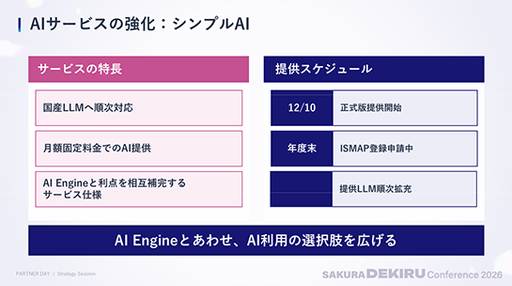 AIサービスの強化：シンプルAI
サービスの特長
国産LLMへ順次対応
月額固定料金でのAI提供
AI Engineと利点を相互補完する
サービス仕様
提供スケジュール
12/10 正式版提供開始
年度末 ISMAP登録申請中
提供LLM順次拡充
AI Engineとあわせ、AI利用の選択肢を広げる
PARTNER DAY / Strategy Session
SAKURA DEKIRU Conference 2026